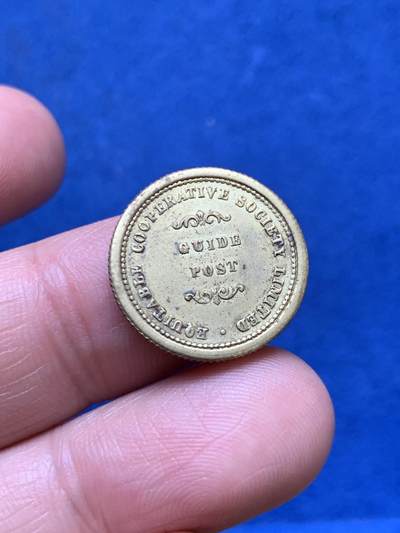 EQUITABLE COOPERATIVE SOCIETY LIMITED
GUIDE
POST